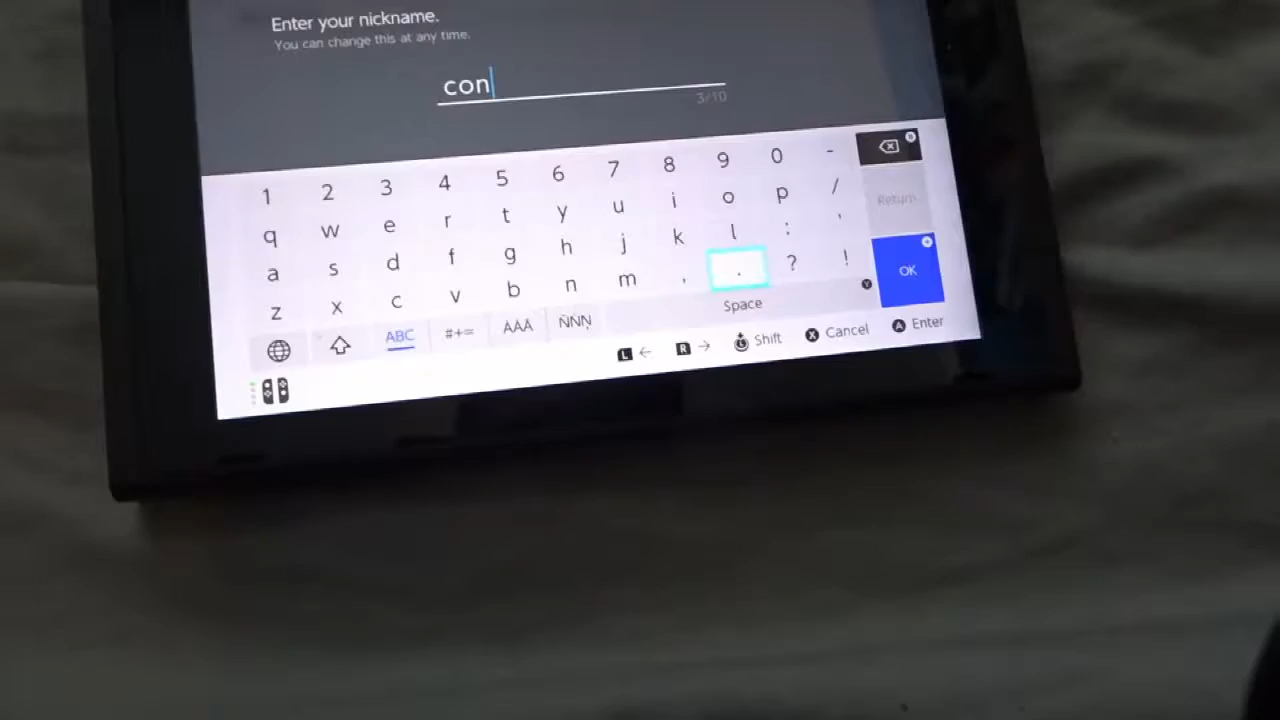 Enter your nickname.
You can change this at any time.
con
3/10
1 2 3 4 5 6 7 8 9 0 -
q w e r t y u i o p /
Return
a s d f g h j k l : '
z x c v b n m , . ? !
OK
ABC #+= ÀÁÂ ÑŃŅ Space
L ← R → L Shift X Cancel A Enter